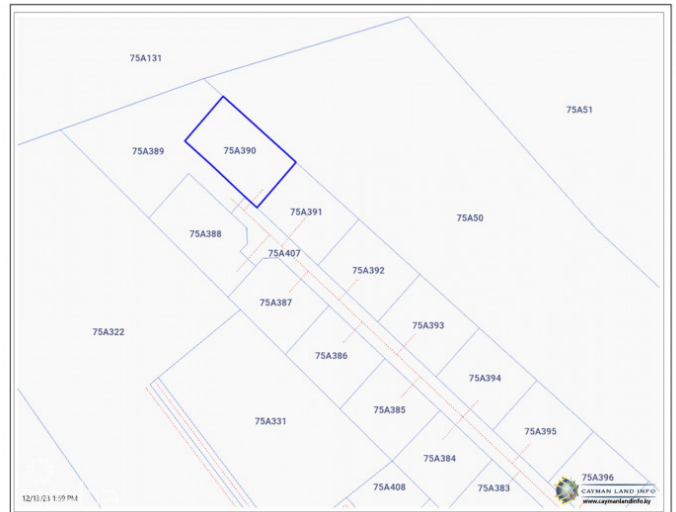 75A131
75A51
75A389
75A390
75A391
75A50
75A388
75A407
75A392
75A387
75A393
75A322
75A386
75A394
75A385
75A331
75A395
75A384
75A396
75A408
75A383
CAYMAN LAND INFO
www.caymanlandinfo.ky
12/13/23 1:59 PM